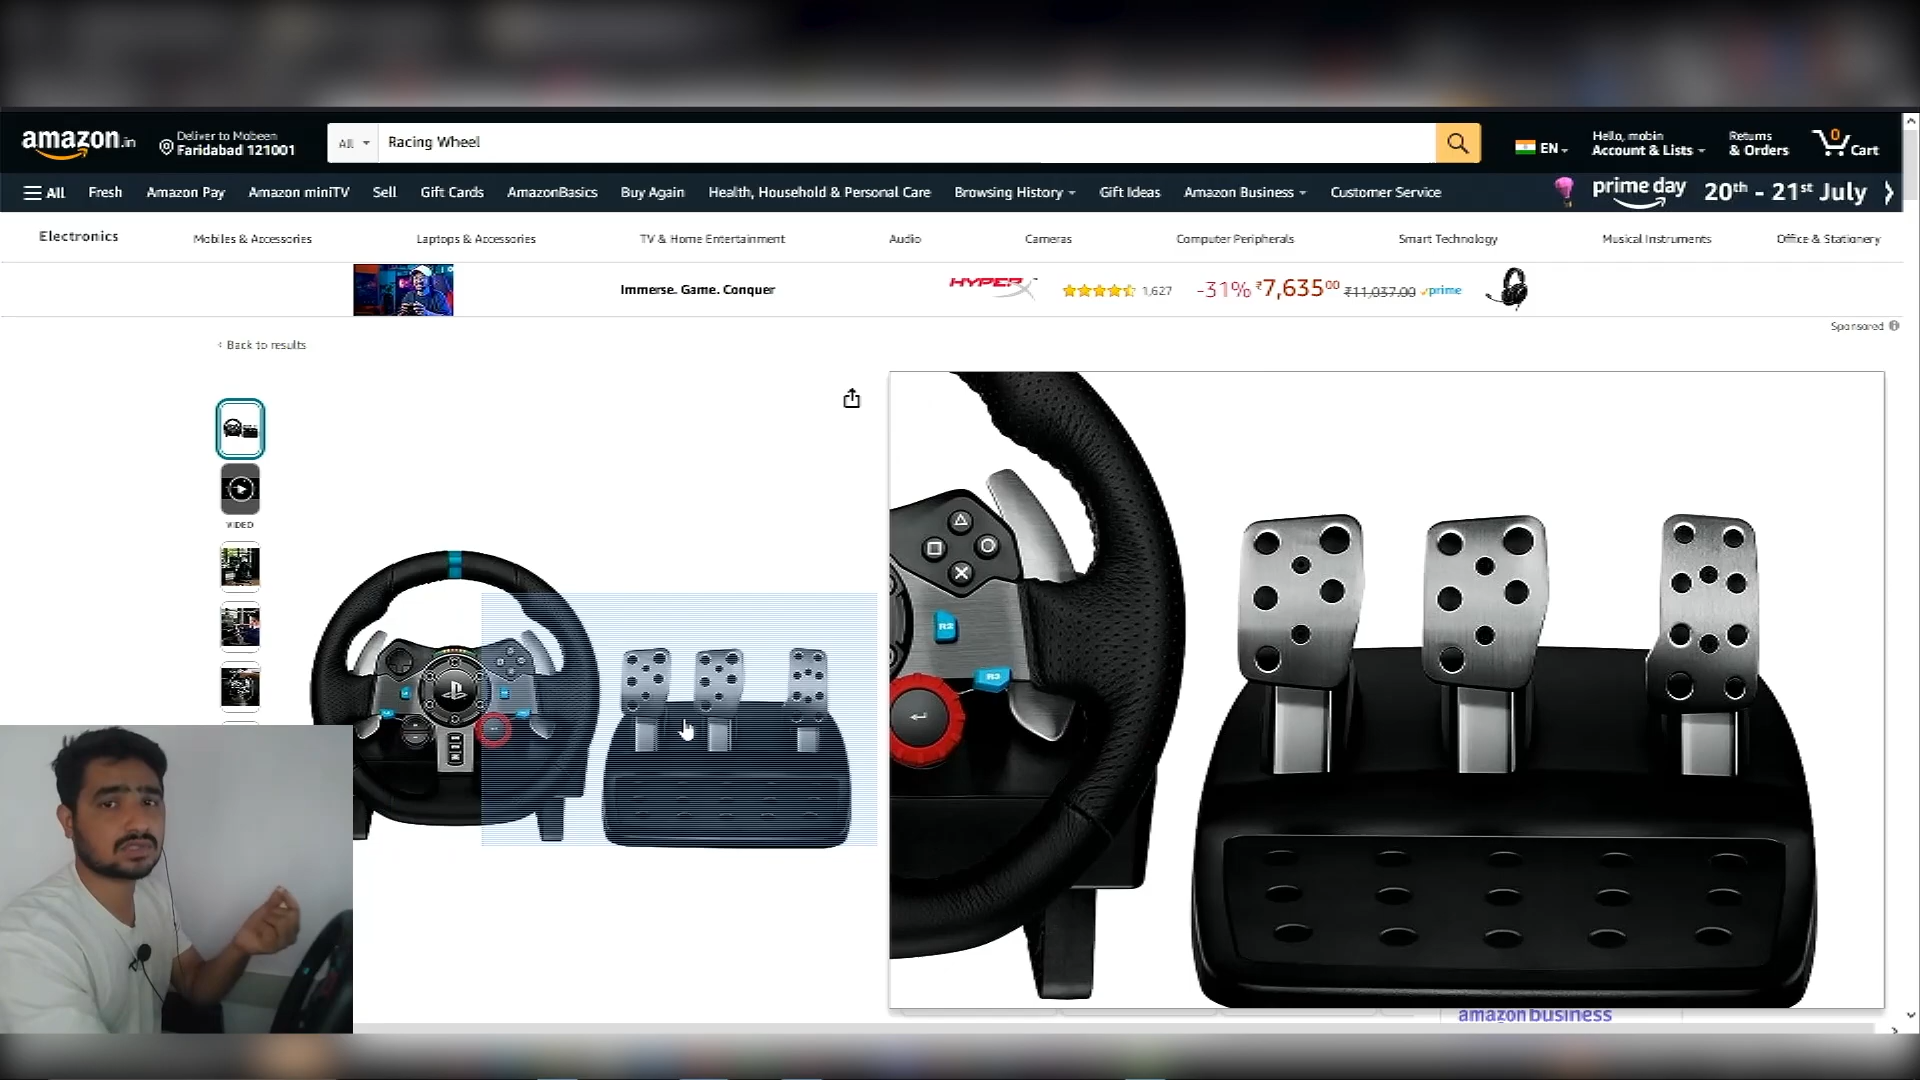 amazon.in
Deliver to Mobeen
Faridabad 121001
All
Racing Wheel
EN
Hello, mobin
Account & Lists
Returns
& Orders
0
Cart
All
Fresh
Amazon Pay
Amazon miniTV
Sell
Gift Cards
AmazonBasics
Buy Again
Health, Household & Personal Care
Browsing History
Gift Ideas
Amazon Business
Customer Service
prime day
20th - 21st July
Electronics
Mobiles & Accessories
Laptops & Accessories
TV & Home Entertainment
Audio
Cameras
Computer Peripherals
Smart Technology
Musical Instruments
Office & Stationery
Immerse. Game. Conquer
HYPERX
1,627
-31% ₹7,63500 ₹11,037.00 prime
Sponsored
‹ Back to results
VIDEO
R2
R3
amazon business